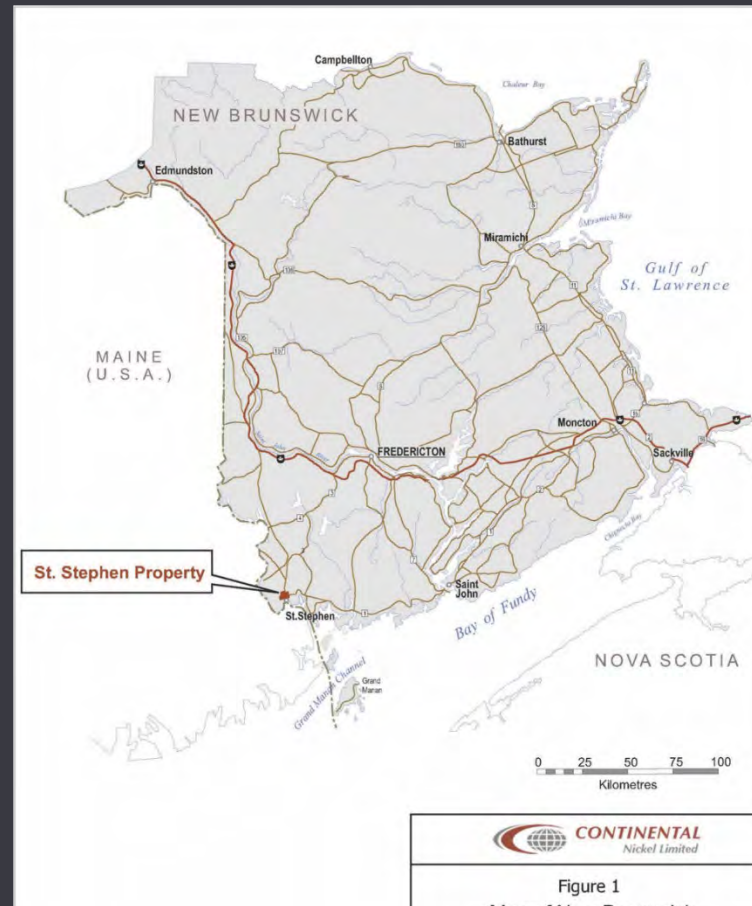 Campbellton
Chaleur Bay
NEW BRUNSWICK
Bathurst
Edmundston
Miramichi Bay
Miramichi
Gulf of
St. Lawrence
MAINE
(U.S.A.)
Moncton
FREDERICTON
Sackville
Chignecto Bay
St. Stephen Property
Saint
John
St.Stephen
Bay of Fundy
NOVA SCOTIA
Grand Manan Channel
Grand
Manan
0 25 50 75 100
Kilometres
CONTINENTAL
Nickel Limited
Figure 1